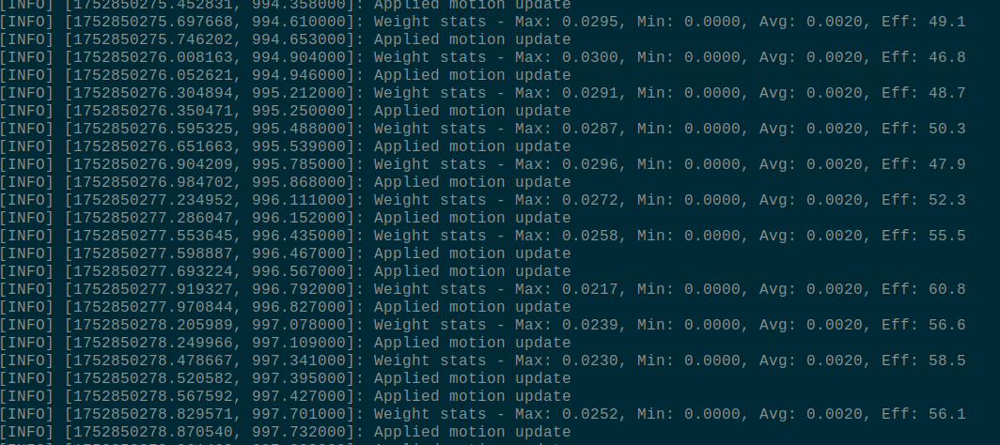 [INFO] [1752850275.452831, 994.358000]: Applied motion update
[INFO] [1752850275.697668, 994.610000]: Weight stats - Max: 0.0295, Min: 0.0000, Avg: 0.0020, Eff: 49.1
[INFO] [1752850275.746202, 994.653000]: Applied motion update
[INFO] [1752850276.008163, 994.904000]: Weight stats - Max: 0.0300, Min: 0.0000, Avg: 0.0020, Eff: 46.8
[INFO] [1752850276.052621, 994.946000]: Applied motion update
[INFO] [1752850276.304894, 995.212000]: Weight stats - Max: 0.0291, Min: 0.0000, Avg: 0.0020, Eff: 48.7
[INFO] [1752850276.350471, 995.250000]: Applied motion update
[INFO] [1752850276.595325, 995.488000]: Weight stats - Max: 0.0287, Min: 0.0000, Avg: 0.0020, Eff: 50.3
[INFO] [1752850276.651663, 995.539000]: Applied motion update
[INFO] [1752850276.904209, 995.785000]: Weight stats - Max: 0.0296, Min: 0.0000, Avg: 0.0020, Eff: 47.9
[INFO] [1752850276.984702, 995.868000]: Applied motion update
[INFO] [1752850277.234952, 996.111000]: Weight stats - Max: 0.0272, Min: 0.0000, Avg: 0.0020, Eff: 52.3
[INFO] [1752850277.286047, 996.152000]: Applied motion update
[INFO] [1752850277.553645, 996.435000]: Weight stats - Max: 0.0258, Min: 0.0000, Avg: 0.0020, Eff: 55.5
[INFO] [1752850277.598887, 996.467000]: Applied motion update
[INFO] [1752850277.693224, 996.567000]: Applied motion update
[INFO] [1752850277.919327, 996.792000]: Weight stats - Max: 0.0217, Min: 0.0000, Avg: 0.0020, Eff: 60.8
[INFO] [1752850277.970844, 996.827000]: Applied motion update
[INFO] [1752850278.205989, 997.078000]: Weight stats - Max: 0.0239, Min: 0.0000, Avg: 0.0020, Eff: 56.6
[INFO] [1752850278.249966, 997.109000]: Applied motion update
[INFO] [1752850278.478667, 997.341000]: Weight stats - Max: 0.0230, Min: 0.0000, Avg: 0.0020, Eff: 58.5
[INFO] [1752850278.520582, 997.395000]: Applied motion update
[INFO] [1752850278.567592, 997.427000]: Applied motion update
[INFO] [1752850278.829571, 997.701000]: Weight stats - Max: 0.0252, Min: 0.0000, Avg: 0.0020, Eff: 56.1
[INFO] [1752850278.870540, 997.732000]: Applied motion update